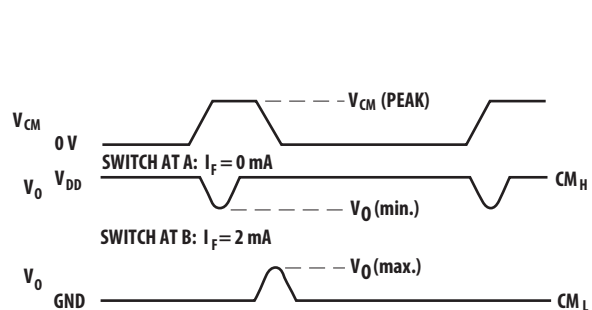 V_CM (PEAK)
V_CM
0 V
SWITCH AT A: I_F = 0 mA
V_O V_DD
CM_H
V_O (min.)
SWITCH AT B: I_F = 2 mA
V_O (max.)
V_O
GND
CM_L